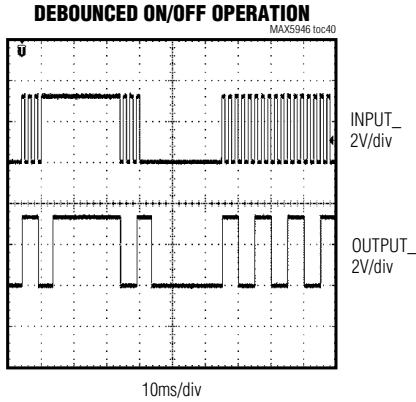 DEBOUNCED ON/OFF OPERATION
MAX5946 toc40
INPUT_
2V/div
OUTPUT_
2V/div
10ms/div